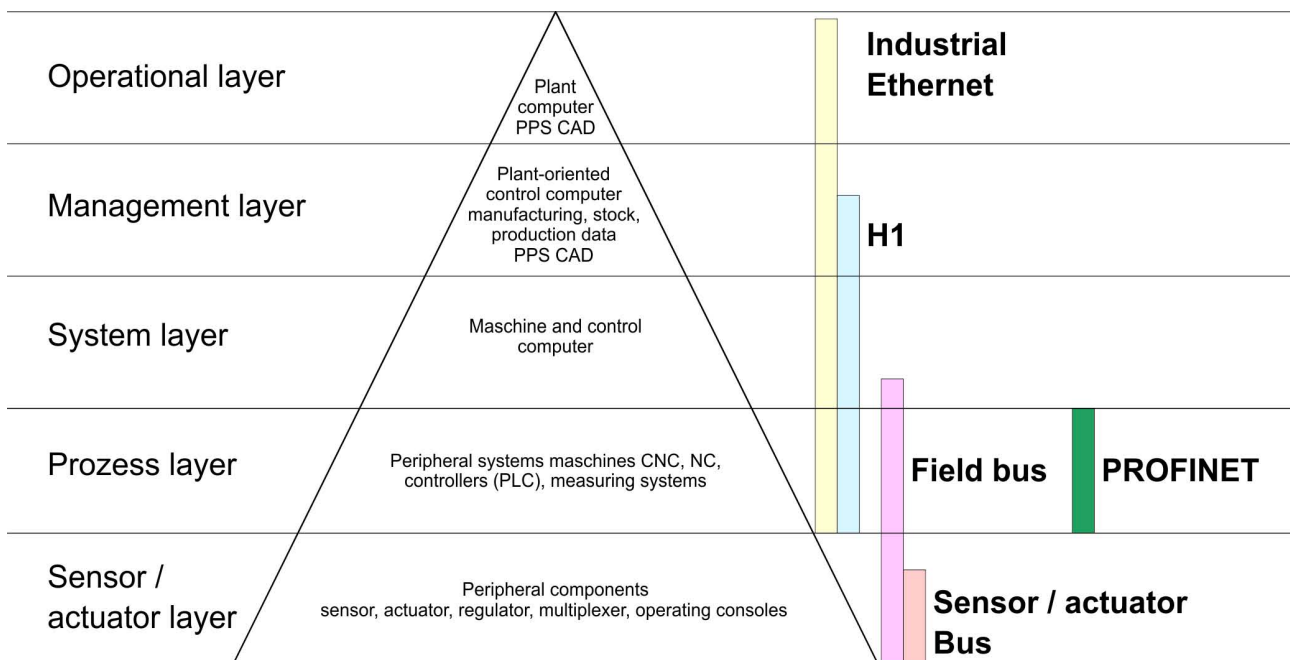 Operational layer
Plant
computer
PPS CAD
Industrial
Ethernet
Management layer
Plant-oriented
control computer
manufacturing, stock,
production data
PPS CAD
H1
System layer
Maschine and control
computer
Prozess layer
Peripheral systems maschines CNC, NC,
controllers (PLC), measuring systems
Field bus
PROFINET
Sensor /
actuator layer
Peripheral components
sensor, actuator, regulator, multiplexer, operating consoles
Sensor / actuator
Bus